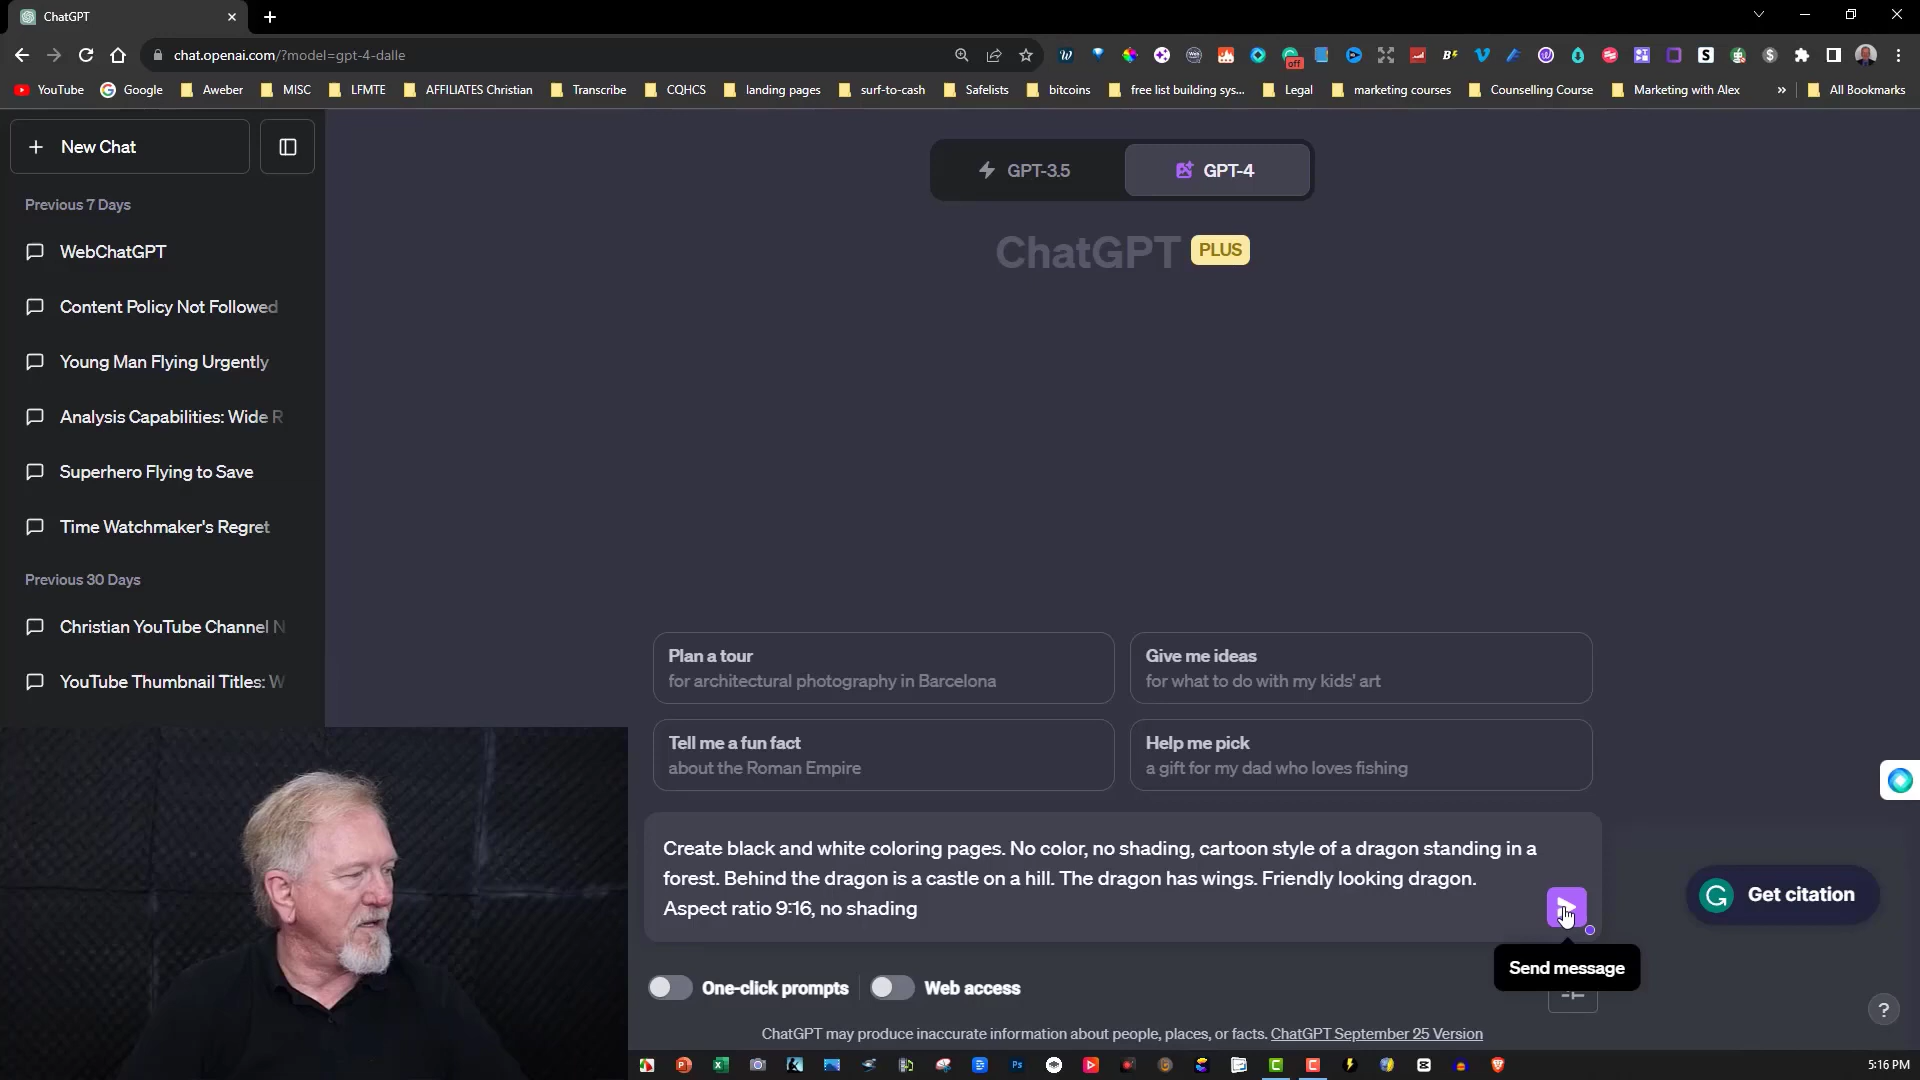 ChatGPT
chat.openai.com/?model=gpt-4-dalle
off
YouTube
Google
Aweber
MISC
LFMTE
AFFILIATES Christian
Transcribe
CQHCS
landing pages
surf-to-cash
Safelists
bitcoins
free list building sys...
Legal
marketing courses
Counselling Course
Marketing with Alex
»
All Bookmarks
New Chat
Previous 7 Days
WebChatGPT
Content Policy Not Followed
Young Man Flying Urgently
Analysis Capabilities: Wide R
Superhero Flying to Save
Time Watchmaker's Regret
Previous 30 Days
Christian YouTube Channel N
YouTube Thumbnail Titles: W
GPT-3.5
GPT-4
ChatGPT PLUS
Plan a tour
for architectural photography in Barcelona
Give me ideas
for what to do with my kids' art
Tell me a fun fact
about the Roman Empire
Help me pick
a gift for my dad who loves fishing
Create black and white coloring pages. No color, no shading, cartoon style of a dragon standing in a
forest. Behind the dragon is a castle on a hill. The dragon has wings. Friendly looking dragon.
Aspect ratio 9:16, no shading
Get citation
Send message
One-click prompts
Web access
?
ChatGPT may produce inaccurate information about people, places, or facts. ChatGPT September 25 Version
5:16 PM